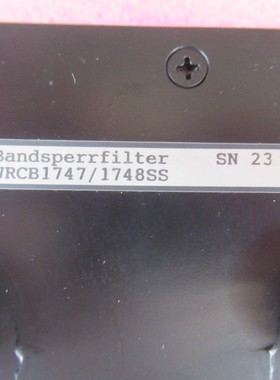 Bandsperrfilter SN 23
WRCB1747/1748SS